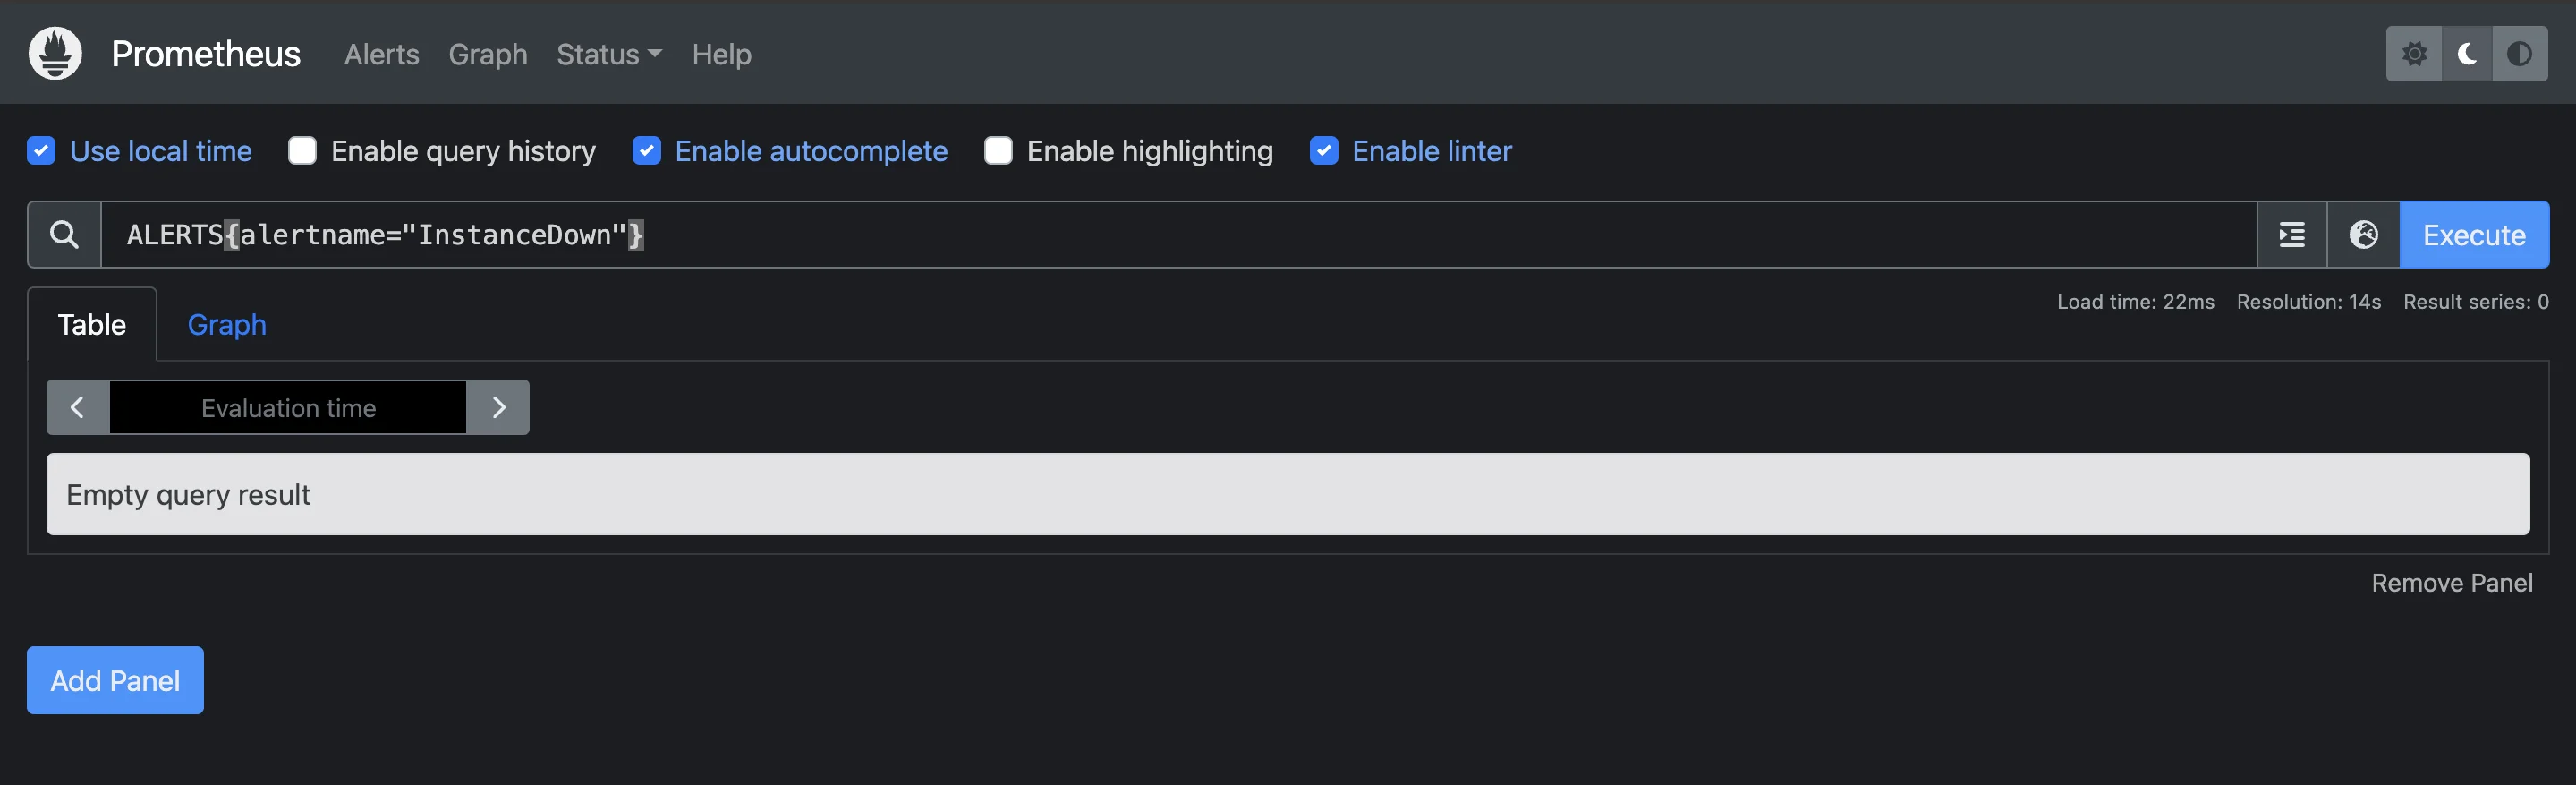 Prometheus Alerts Graph Status Help
Use local time Enable query history Enable autocomplete Enable highlighting Enable linter
ALERTS{alertname="InstanceDown"} Execute
Load time: 22ms Resolution: 14s Result series: 0
Table Graph
Evaluation time
Empty query result
Remove Panel
Add Panel